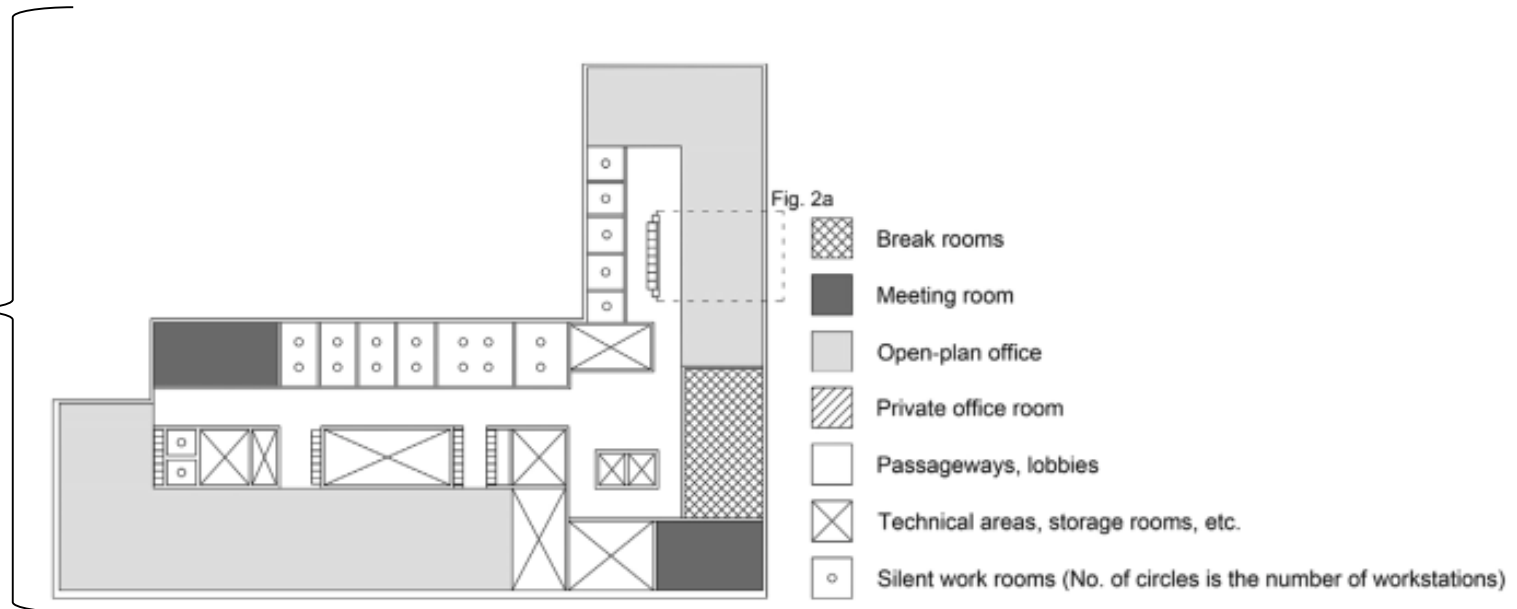 Fig. 2a
Break rooms
Meeting room
Open-plan office
Private office room
Passageways, lobbies
Technical areas, storage rooms, etc.
Silent work rooms (No. of circles is the number of workstations)